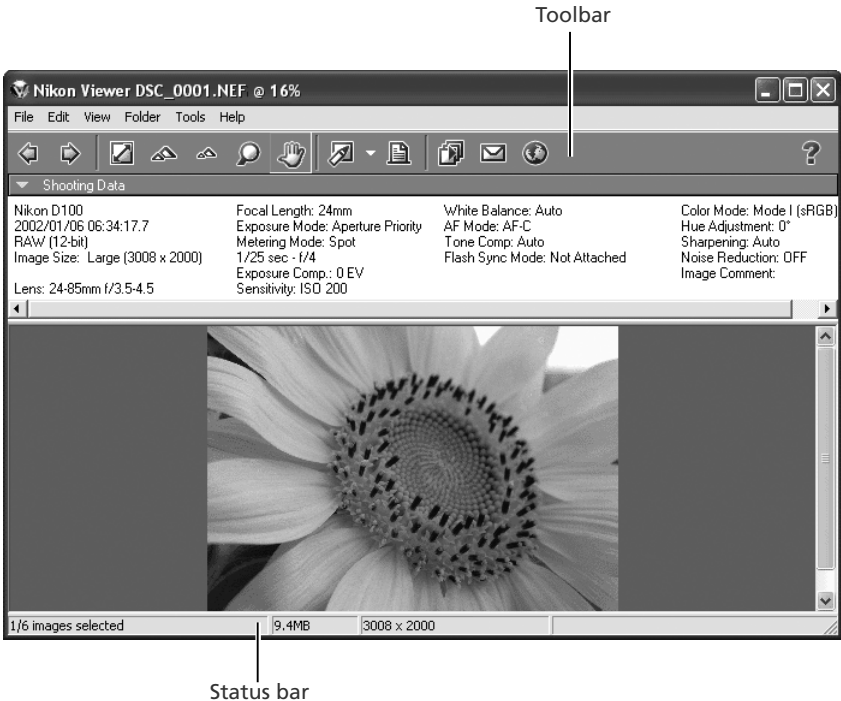 Toolbar
Nikon Viewer DSC_0001.NEF @ 16%
File Edit View Folder Tools Help
Shooting Data
Nikon D100
2002/01/06 06:34:17.7
RAW (12-bit)
Image Size: Large (3008 x 2000)
Lens: 24-85mm f/3.5-4.5
Focal Length: 24mm
Exposure Mode: Aperture Priority
Metering Mode: Spot
1/25 sec - f/4
Exposure Comp.: 0 EV
Sensitivity: ISO 200
White Balance: Auto
AF Mode: AF-C
Tone Comp: Auto
Flash Sync Mode: Not Attached
Color Mode: Mode I (sRGB)
Hue Adjustment: 0°
Sharpening: Auto
Noise Reduction: OFF
Image Comment:
1/6 images selected
9.4MB
3008 x 2000
Status bar